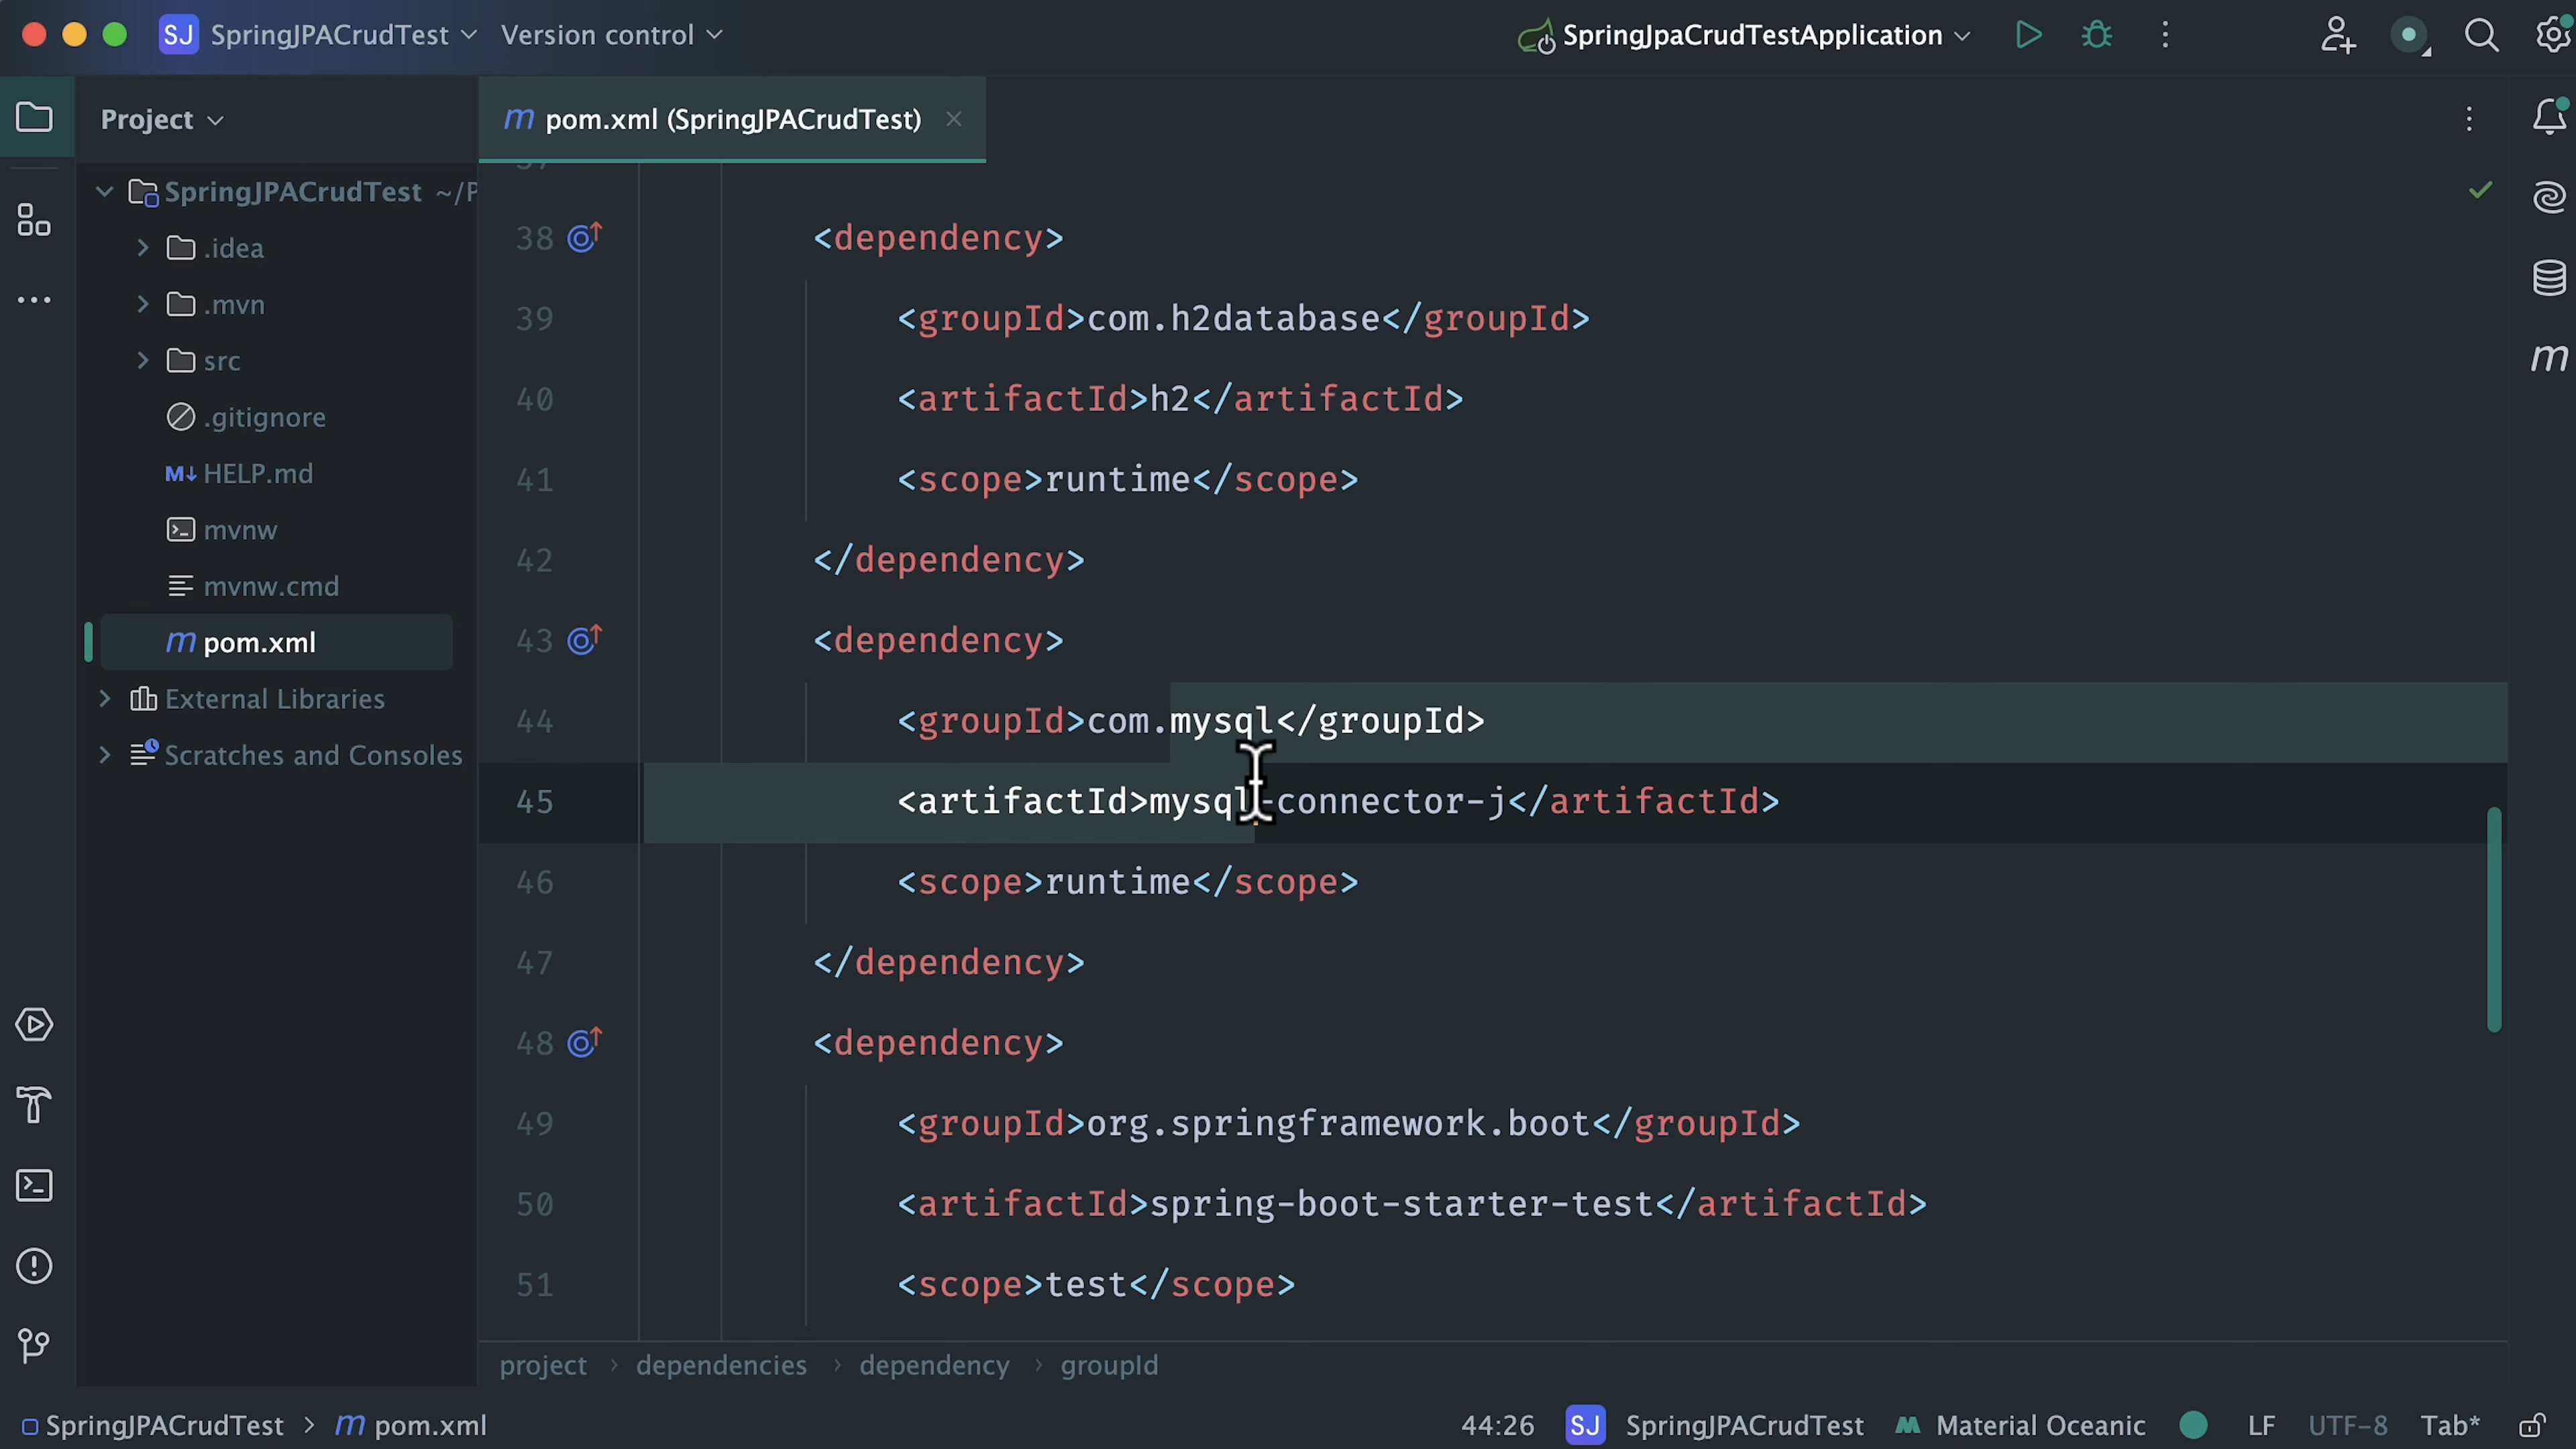 SJ SpringJPACrudTest Version control SpringJpaCrudTestApplication
Project
m pom.xml (SpringJPACrudTest)
SpringJPACrudTest ~/P
.idea
.mvn
src
.gitignore
M↓ HELP.md
mvnw
mvnw.cmd
m pom.xml
External Libraries
Scratches and Consoles
38 <dependency>
39 <groupId>com.h2database</groupId>
40 <artifactId>h2</artifactId>
41 <scope>runtime</scope>
42 </dependency>
43 <dependency>
44 <groupId>com.mysql</groupId>
45 <artifactId>mysql-connector-j</artifactId>
46 <scope>runtime</scope>
47 </dependency>
48 <dependency>
49 <groupId>org.springframework.boot</groupId>
50 <artifactId>spring-boot-starter-test</artifactId>
51 <scope>test</scope>
m
project > dependencies > dependency > groupId
SpringJPACrudTest > m pom.xml 44:26 SJ SpringJPACrudTest Material Oceanic LF UTF-8 Tab*